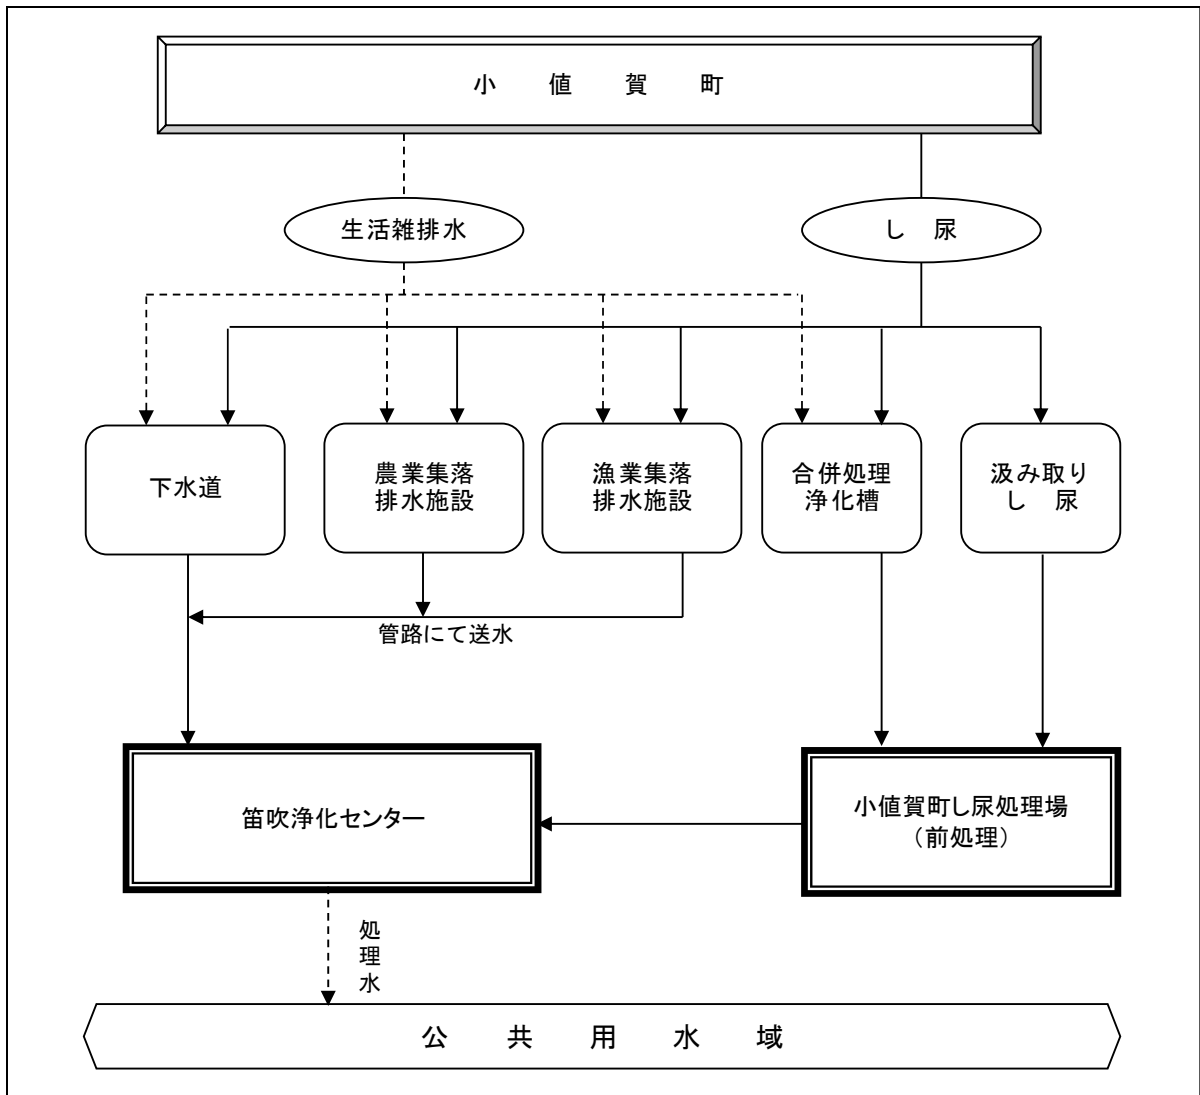 小値賀町
生活雑排水
し尿
下水道
農業集落
排水施設
漁業集落
排水施設
合併処理
浄化槽
汲み取り
し尿
管路にて送水
笛吹浄化センター
小値賀町し尿処理場
（前処理）
処理水
公共用水域